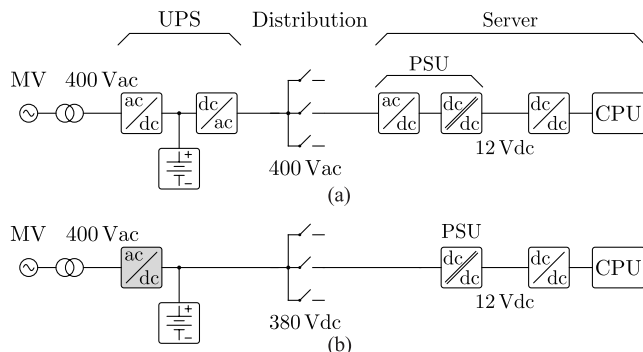 UPS Distribution Server
PSU
MV 400 Vac
ac dc dc ac ac dc dc dc dc dc CPU
12 Vdc
+ −
400 Vac
(a)
MV 400 Vac PSU
ac dc dc dc dc dc CPU
12 Vdc
+ −
380 Vdc
(b)